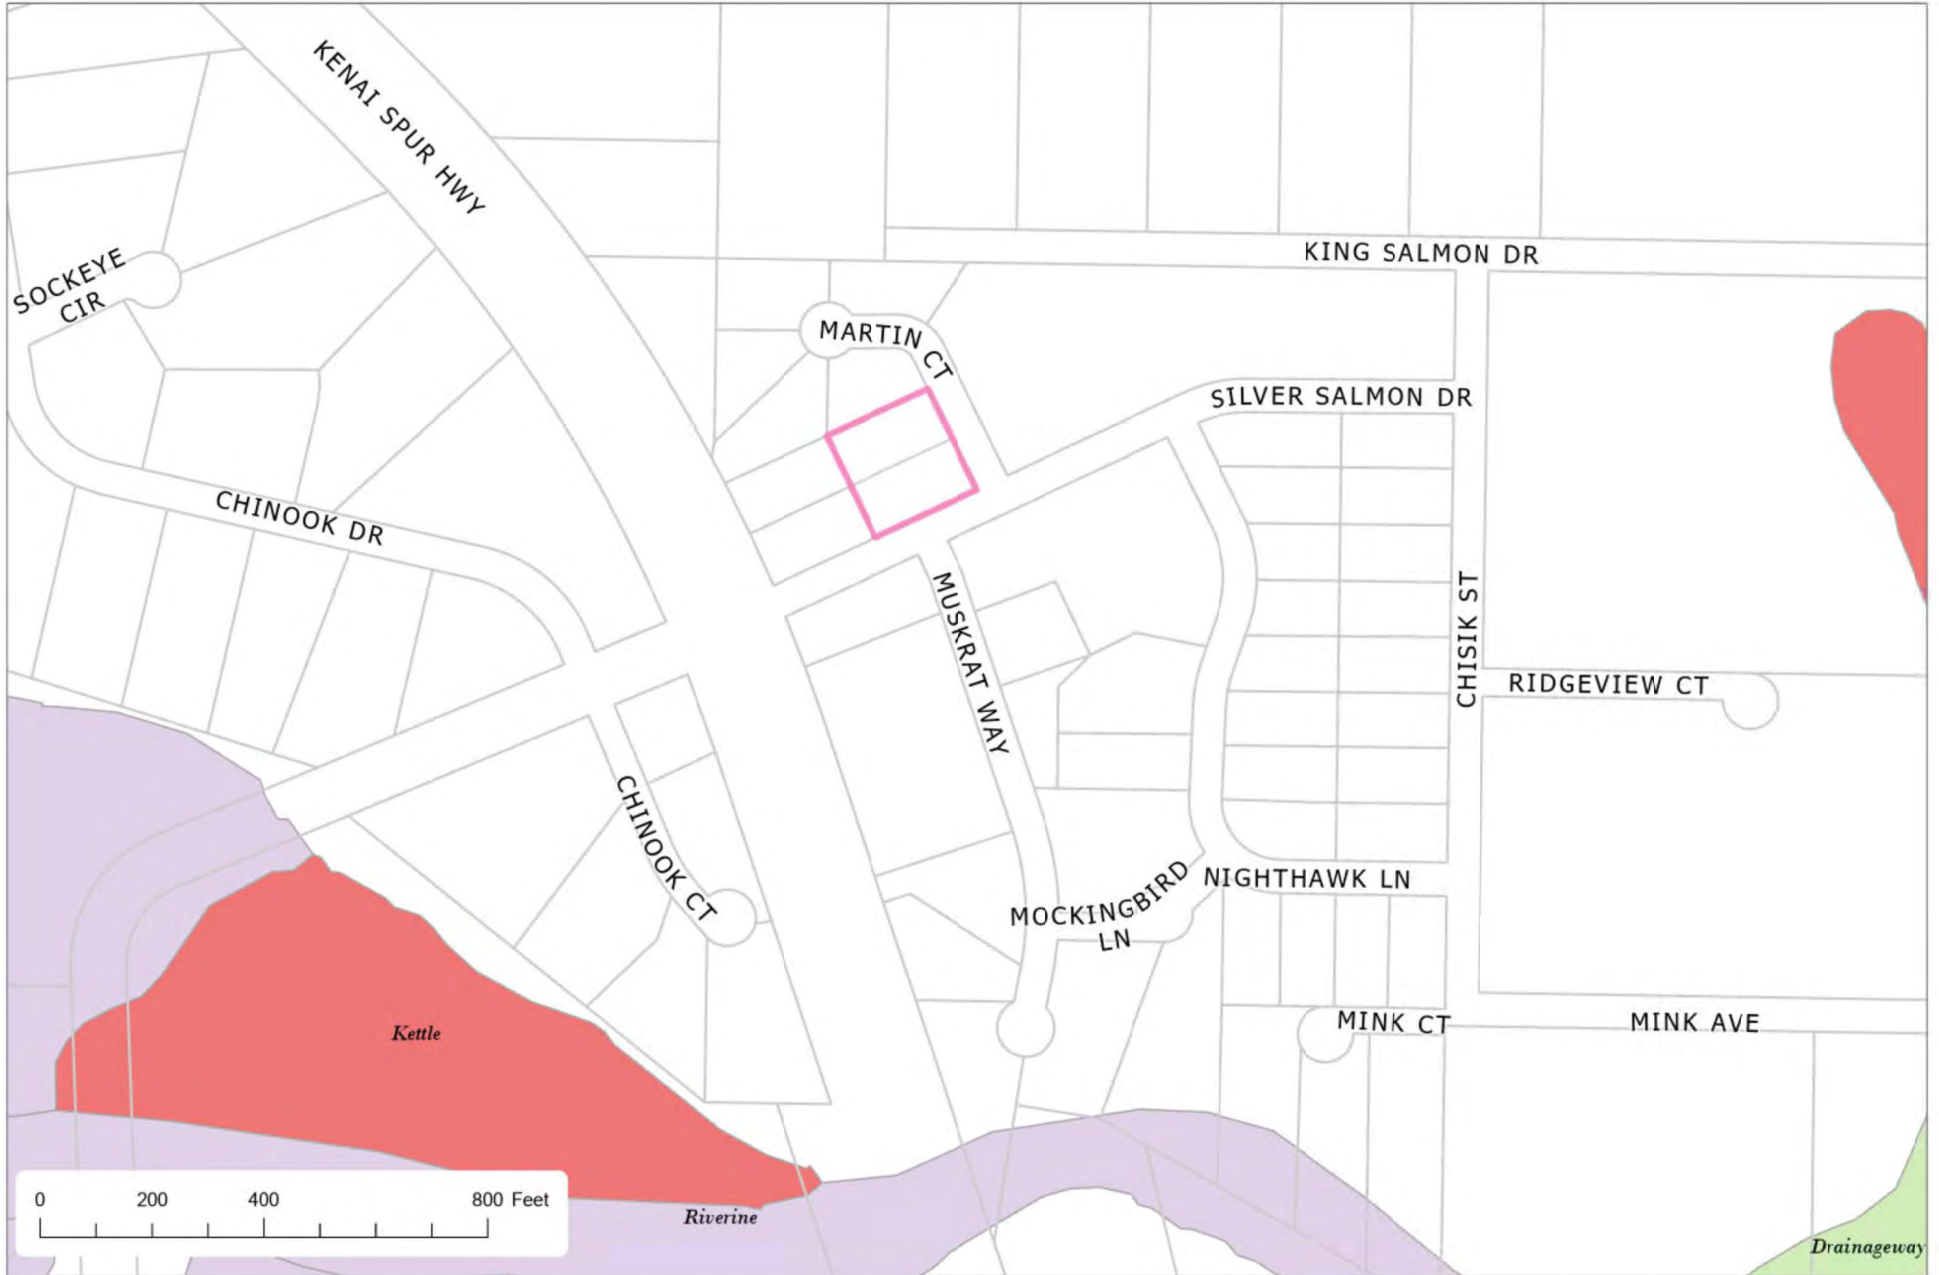 KENAI SPUR HWY
KING SALMON DR
SOCKEYE
CIR
MARTIN CT
SILVER SALMON DR
CHINOOK DR
MUSKRAT WAY
CHISIK ST
RIDGEVIEW CT
CHINOOK CT
NIGHTHAWK LN
MOCKINGBIRD
LN
MINK CT
MINK AVE
Kettle
0 200 400 800 Feet
Riverine
Drainageway